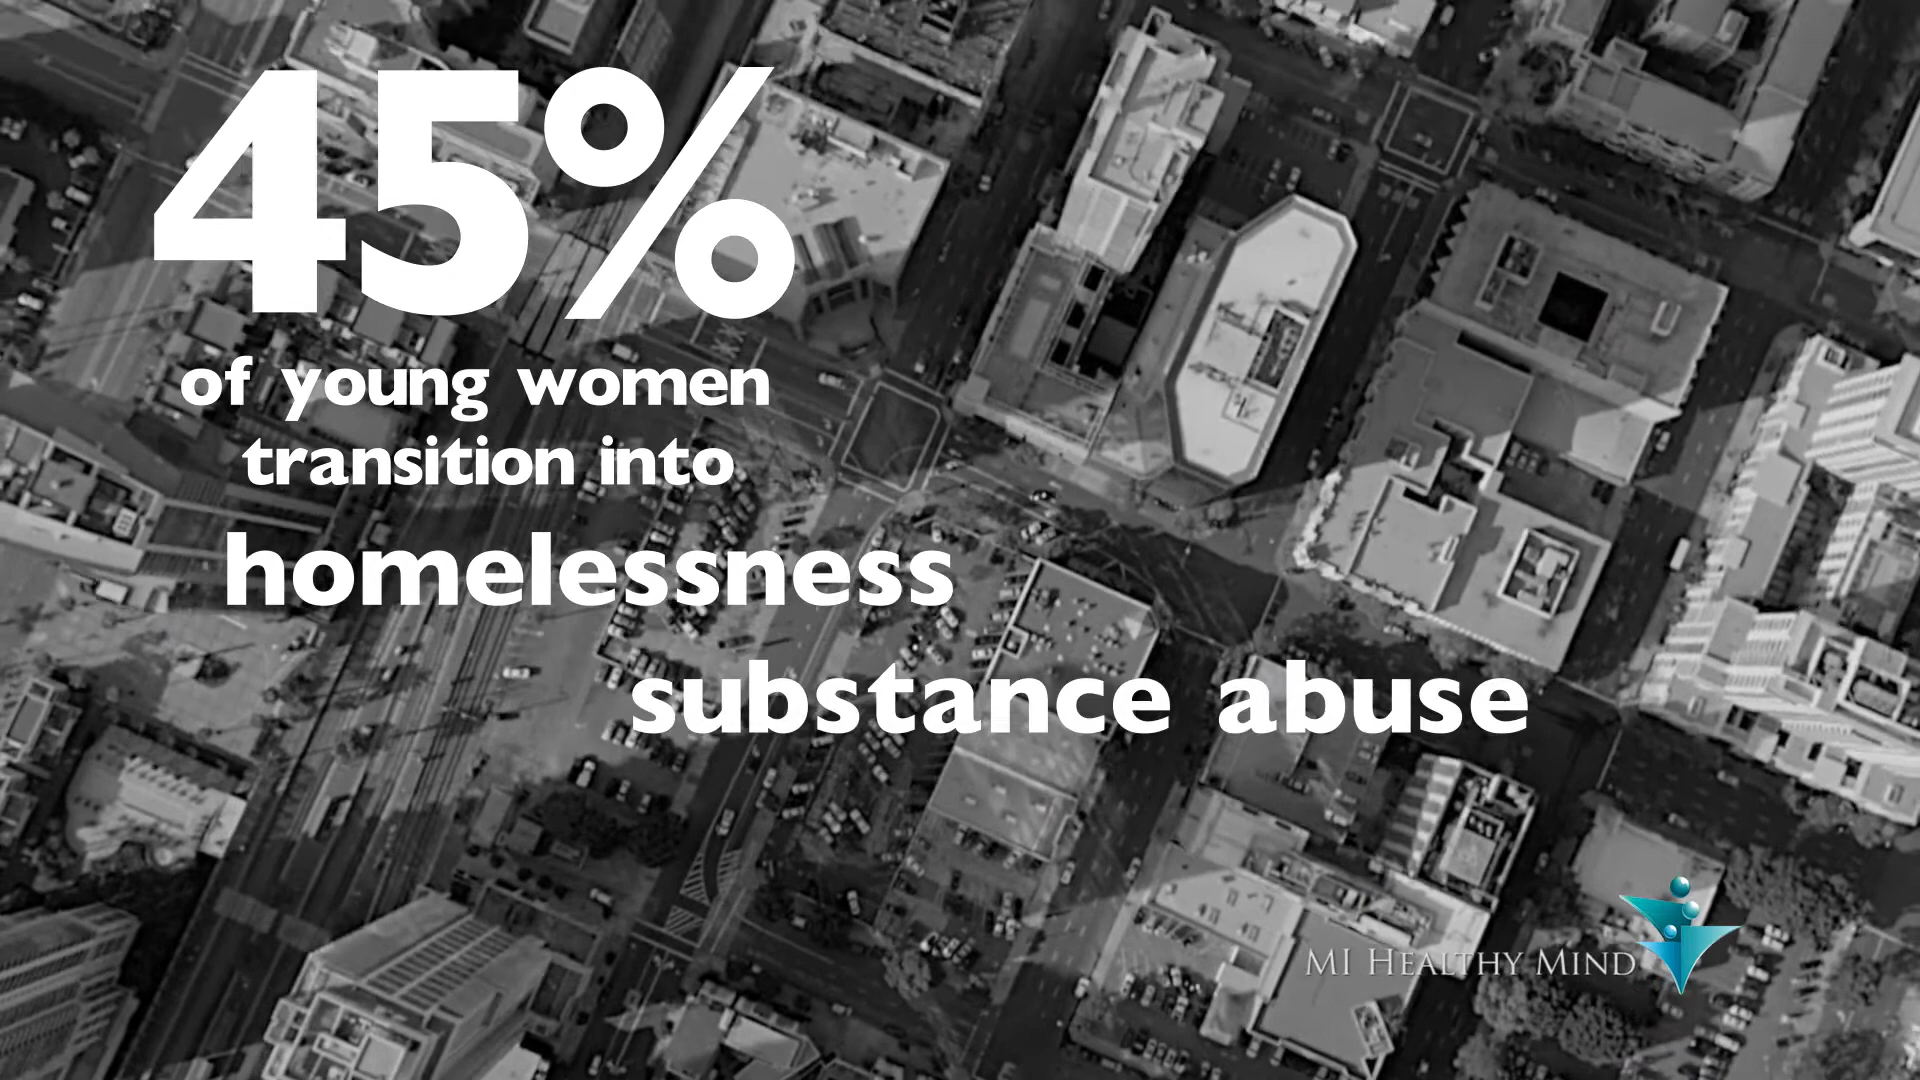 45%
of young women
transition into
homelessness
substance abuse
MI HEALTHY MIND